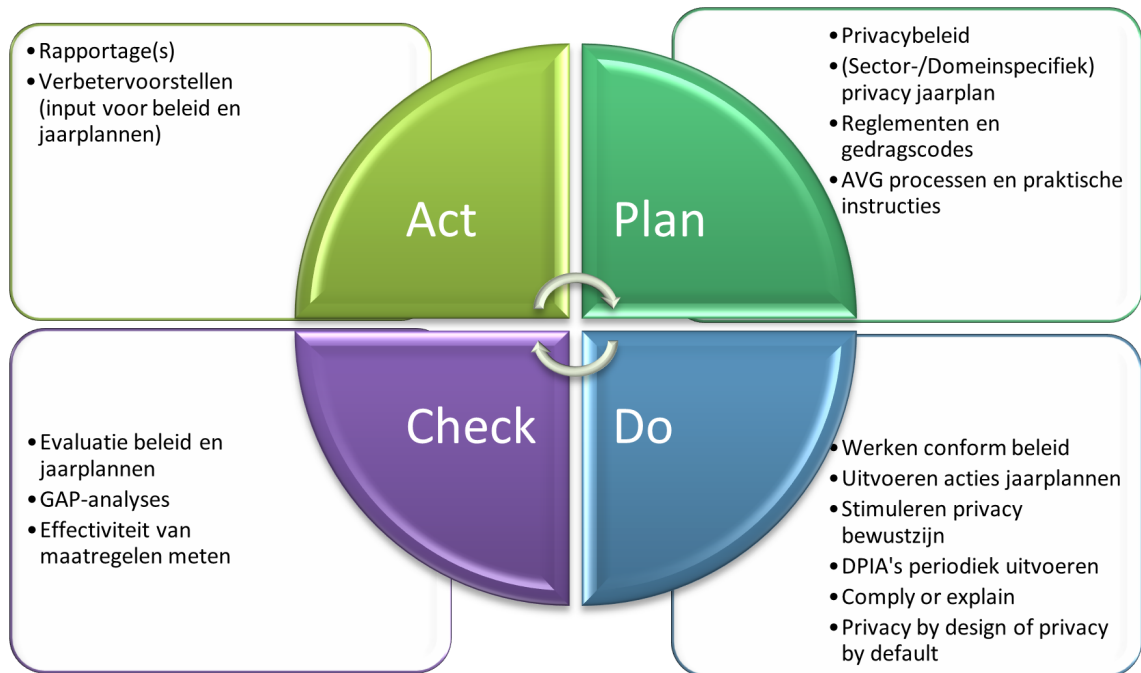 • Rapportage(s)
• Verbetervoorstellen
(input voor beleid en
jaarplannen)
Act
Plan
• Privacybeleid
• (Sector-/Domeinspecifiek)
privacy jaarplan
• Reglementen en
gedragscodes
• AVG processen en praktische
instructies
• Evaluatie beleid en
jaarplannen
• GAP-analyses
• Effectiviteit van
maatregelen meten
Check
Do
• Werken conform beleid
• Uitvoeren acties jaarplannen
• Stimuleren privacy
bewustzijn
• DPIA's periodiek uitvoeren
• Comply or explain
• Privacy by design of privacy
by default